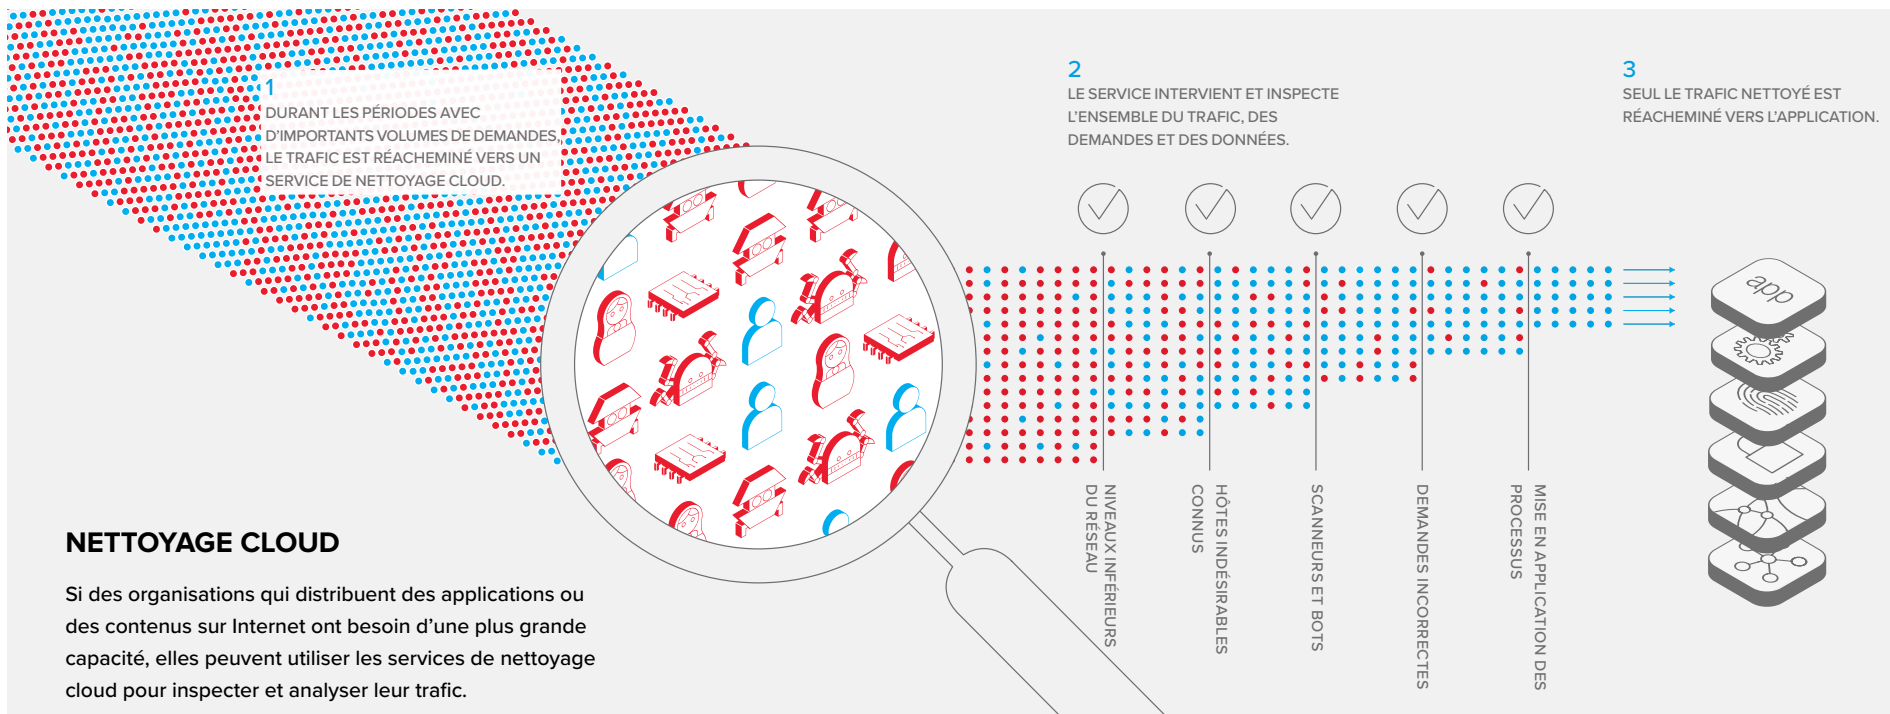 1
DURANT LES PÉRIODES AVEC
D'IMPORTANTS VOLUMES DE DEMANDES,
LE TRAFIC EST RÉACHEMINÉ VERS UN
SERVICE DE NETTOYAGE CLOUD.
2
LE SERVICE INTERVIENT ET INSPECTE
L'ENSEMBLE DU TRAFIC, DES
DEMANDES ET DES DONNÉES.
3
SEUL LE TRAFIC NETTOYÉ EST
RÉACHEMINÉ VERS L'APPLICATION.
app
NIVEAUX INFÉRIEURS
DU RÉSEAU
HÔTES INDÉSIRABLES
CONNUS
SCANNEURS ET BOTS
DEMANDES INCORRECTES
MISE EN APPLICATION DES
PROCESSUS
NETTOYAGE CLOUD
Si des organisations qui distribuent des applications ou
des contenus sur Internet ont besoin d'une plus grande
capacité, elles peuvent utiliser les services de nettoyage
cloud pour inspecter et analyser leur trafic.